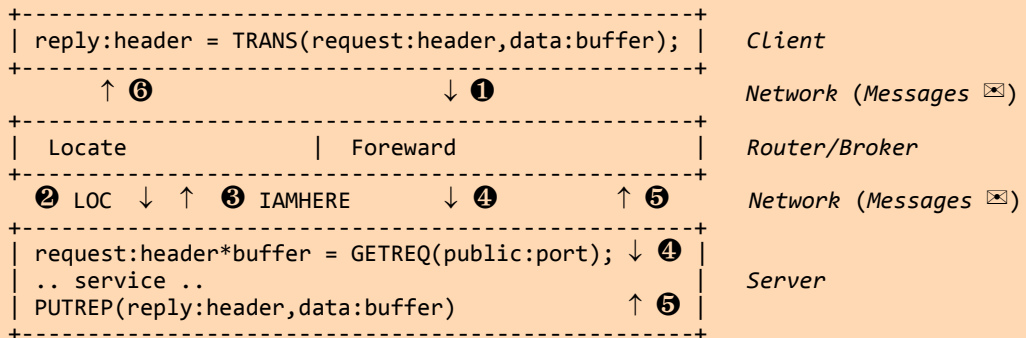 +-----------------------------------------------------+
| reply:header = TRANS(request:header,data:buffer); | Client
+-----------------------------------------------------+
↑ ❻ ↓ ❶ Network (Messages ✉)
+-----------------------------------------------------+
| Locate | Foreward | Router/Broker
+-----------------------------------------------------+
❷ LOC ↓ ↑ ❸ IAMHERE ↓ ❹ ↑ ❺ Network (Messages ✉)
+-----------------------------------------------------+
| request:header*buffer = GETREQ(public:port); ↓ ❹ |
| .. service .. | Server
| PUTREP(reply:header,data:buffer) ↑ ❺ |
+-----------------------------------------------------+